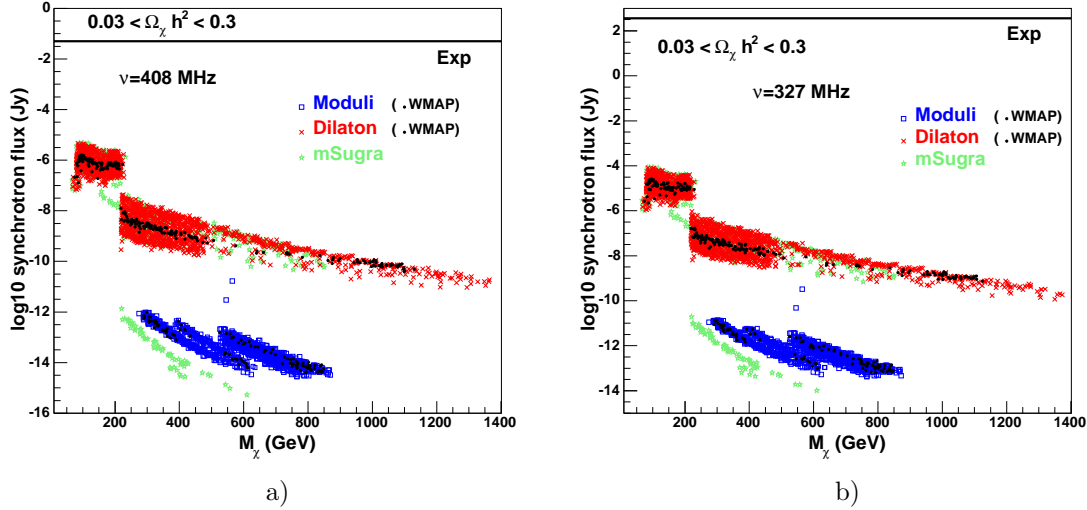 0.03 < Ωχ h² < 0.3
Exp
ν=408 MHz
Moduli ( .WMAP)
Dilaton ( .WMAP)
mSugra
log10 synchrotron flux (Jy)
0
-2
-4
-6
-8
-10
-12
-14
-16
200 400 600 800 1000 1200 1400
Mχ (GeV)
a)
Exp
0.03 < Ωχ h² < 0.3
ν=327 MHz
Moduli ( .WMAP)
Dilaton ( .WMAP)
mSugra
log10 synchrotron flux (Jy)
2
0
-2
-4
-6
-8
-10
-12
-14
200 400 600 800 1000 1200 1400
Mχ (GeV)
b)